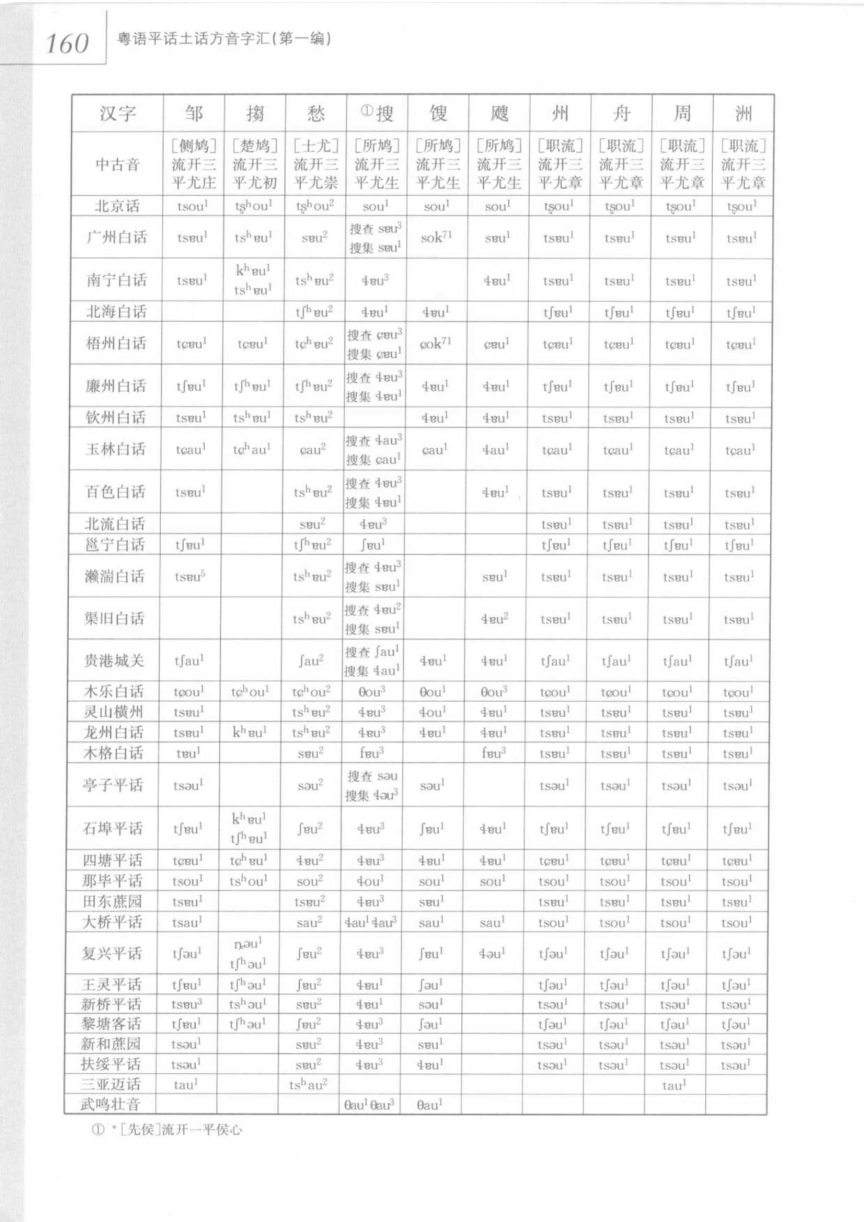 160 粤语平话土话方音字汇(第一编)
汉字 邹 搊 愁 ①搜 馊 飕 州 舟 周 洲
中古音 [侧鸠]流开三平尤庄 [楚鸠]流开三平尤初 [士尤]流开三平尤崇 [所鸠]流开三平尤生 [所鸠]流开三平尤生 [所鸠]流开三平尤生 [职流]流开三平尤章 [职流]流开三平尤章 [职流]流开三平尤章 [职流]流开三平尤章
北京话 tsou¹ tʂʰou¹ tʂʰou² sou¹ sou¹ sou¹ tʂou¹ tʂou¹ tʂou¹ tʂou¹
广州白话 tsɐu¹ tsʰɐu¹ sɐu² 搜查 sɐu³ 搜集 sɐu¹ sok⁷¹ sɐu¹ tsɐu¹ tsɐu¹ tsɐu¹ tsɐu¹
南宁白话 tsɐu¹ kʰɐu¹ tsʰɐu¹ tsʰɐu² ɬɐu³ ɬɐu¹ tsɐu¹ tsɐu¹ tsɐu¹ tsɐu¹
北海白话 tʃʰɐu² ɬɐu¹ ɬɐu¹ tʃɐu¹ tʃɐu¹ tʃɐu¹ tʃɐu¹
梧州白话 tɕɐu¹ tɕɐu¹ tɕʰɐu² 搜查 ɕɐu³ 搜集 ɕɐu¹ ɕok⁷¹ ɕɐu¹ tɕɐu¹ tɕɐu¹ tɕɐu¹ tɕɐu¹
廉州白话 tʃɐu¹ tʃʰɐu¹ tʃʰɐu² 搜查 ɬɐu³ 搜集 ɬɐu¹ ɬɐu¹ ɬɐu¹ tʃɐu¹ tʃɐu¹ tʃɐu¹ tʃɐu¹
钦州白话 tsɐu¹ tsʰɐu¹ tsʰɐu² ɬɐu¹ ɬɐu¹ tsɐu¹ tsɐu¹ tsɐu¹ tsɐu¹
玉林白话 tɕau¹ tɕʰau¹ ɕau² 搜查 ɬau³ 搜集 ɕau¹ ɕau¹ ɬau¹ tɕau¹ tɕau¹ tɕau¹ tɕau¹
百色白话 tsɐu¹ tsʰɐu² 搜查 ɬɐu³ 搜集 ɬɐu¹ ɬɐu¹ tsɐu¹ tsɐu¹ tsɐu¹ tsɐu¹
北流白话 sɐu² ɬɐu³ tsɐu¹ tsɐu¹ tsɐu¹ tsɐu¹
邕宁白话 tʃɐu¹ tʃʰɐu² ʃɐu¹ tʃɐu¹ tʃɐu¹ tʃɐu¹ tʃɐu¹
濑湍白话 tsɐu⁵ tsʰɐu² 搜查 ɬɐu³ 搜集 sɐu¹ sɐu¹ tsɐu¹ tsɐu¹ tsɐu¹ tsɐu¹
渠旧白话 tsʰɐu² 搜查 ɬɐu² 搜集 sɐu¹ ɬɐu² tsɐu¹ tsɐu¹ tsɐu¹ tsɐu¹
贵港城关 tʃau¹ ʃau² 搜查 ʃau¹ 搜集 ɬau¹ ɬɐu¹ ɬɐu¹ tʃau¹ tʃau¹ tʃau¹ tʃau¹
木乐白话 tɕou¹ tɕʰou¹ tɕʰou² θou³ θou¹ θou³ tɕou¹ tɕou¹ tɕou¹ tɕou¹
灵山横州 tsɐu¹ tsʰɐu² ɬɐu³ ɬou¹ ɬɐu¹ tsɐu¹ tsɐu¹ tsɐu¹ tsɐu¹
龙州白话 tsɐu¹ kʰɐu¹ tsʰɐu² ɬɐu³ ɬɐu¹ ɬɐu¹ tsɐu¹ tsɐu¹ tsɐu¹ tsɐu¹
木格白话 tɐu¹ sɐu² fɐu³ fɐu³ tsɐu¹ tsɐu¹ tsɐu¹ tsɐu¹
亭子平话 tsəu¹ səu² 搜查 səu 搜集 ɬəu³ səu¹ tsəu¹ tsəu¹ tsəu¹ tsəu¹
石埠平话 tʃɐu¹ kʰɐu¹ tʃʰɐu¹ ʃɐu² ɬɐu³ ʃɐu¹ ɬɐu¹ tʃɐu¹ tʃɐu¹ tʃɐu¹ tʃɐu¹
四塘平话 tɕɐu¹ tɕʰɐu¹ ɬɐu² ɬɐu³ ɬɐu¹ ɬɐu¹ tɕɐu¹ tɕɐu¹ tɕɐu¹ tɕɐu¹
那毕平话 tsou¹ tsʰou¹ sou² ɬou¹ sou¹ sou¹ tsou¹ tsou¹ tsou¹ tsou¹
田东蔗园 tsɐu¹ tsɐu² ɬɐu³ sɐu¹ tsɐu¹ tsɐu¹ tsɐu¹ tsɐu¹
大桥平话 tsau¹ sau² ɬau¹ ɬau³ sau¹ sau¹ tsou¹ tsou¹ tsou¹ tsou¹
复兴平话 tʃəu¹ ȵəu¹ tʃʰəu¹ ʃɐu² ɬɐu³ ʃɐu¹ ɬəu¹ tʃəu¹ tʃəu¹ tʃəu¹ tʃəu¹
王灵平话 tʃɐu¹ tʃʰəu¹ ʃɐu² ɬɐu¹ ʃəu¹ tʃəu¹ tʃəu¹ tʃəu¹ tʃəu¹
新桥平话 tsɐu³ tsʰəu¹ sɐu² ɬɐu¹ səu¹ tsəu¹ tsəu¹ tsəu¹ tsəu¹
黎塘客话 tʃɐu¹ tʃʰəu¹ ʃɐu² ɬɐu³ ʃəu¹ tʃəu¹ tʃəu¹ tʃəu¹ tʃəu¹
新和蔗园 tsəu¹ sɐu² ɬɐu³ sɐu¹ tsəu¹ tsəu¹ tsəu¹ tsəu¹
扶绥平话 tsəu¹ sɐu² ɬɐu³ ɬɐu¹ tsəu¹ tsəu¹ tsəu¹ tsəu¹
三亚迈话 tau¹ tsʰau² tau¹
武鸣壮音 θau¹ θau³ θau¹
① *[先侯]流开一平侯心